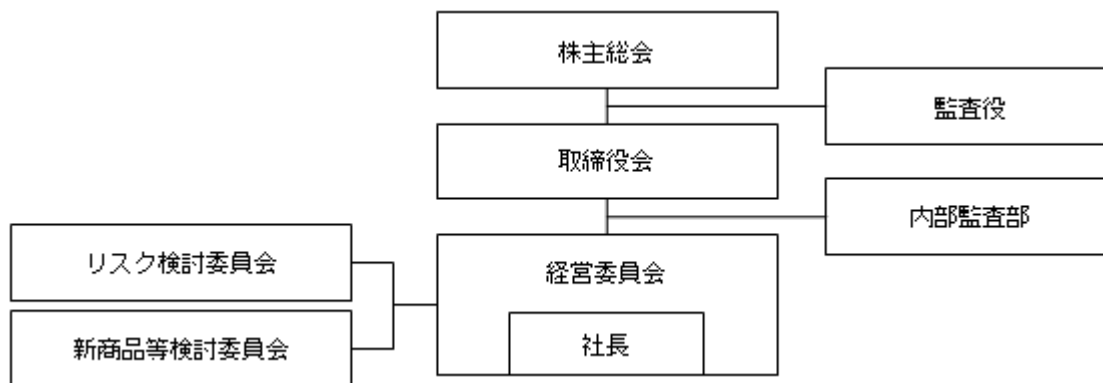 株主総会
監査役
取締役会
内部監査部
リスク検討委員会
経営委員会
新商品等検討委員会
社長